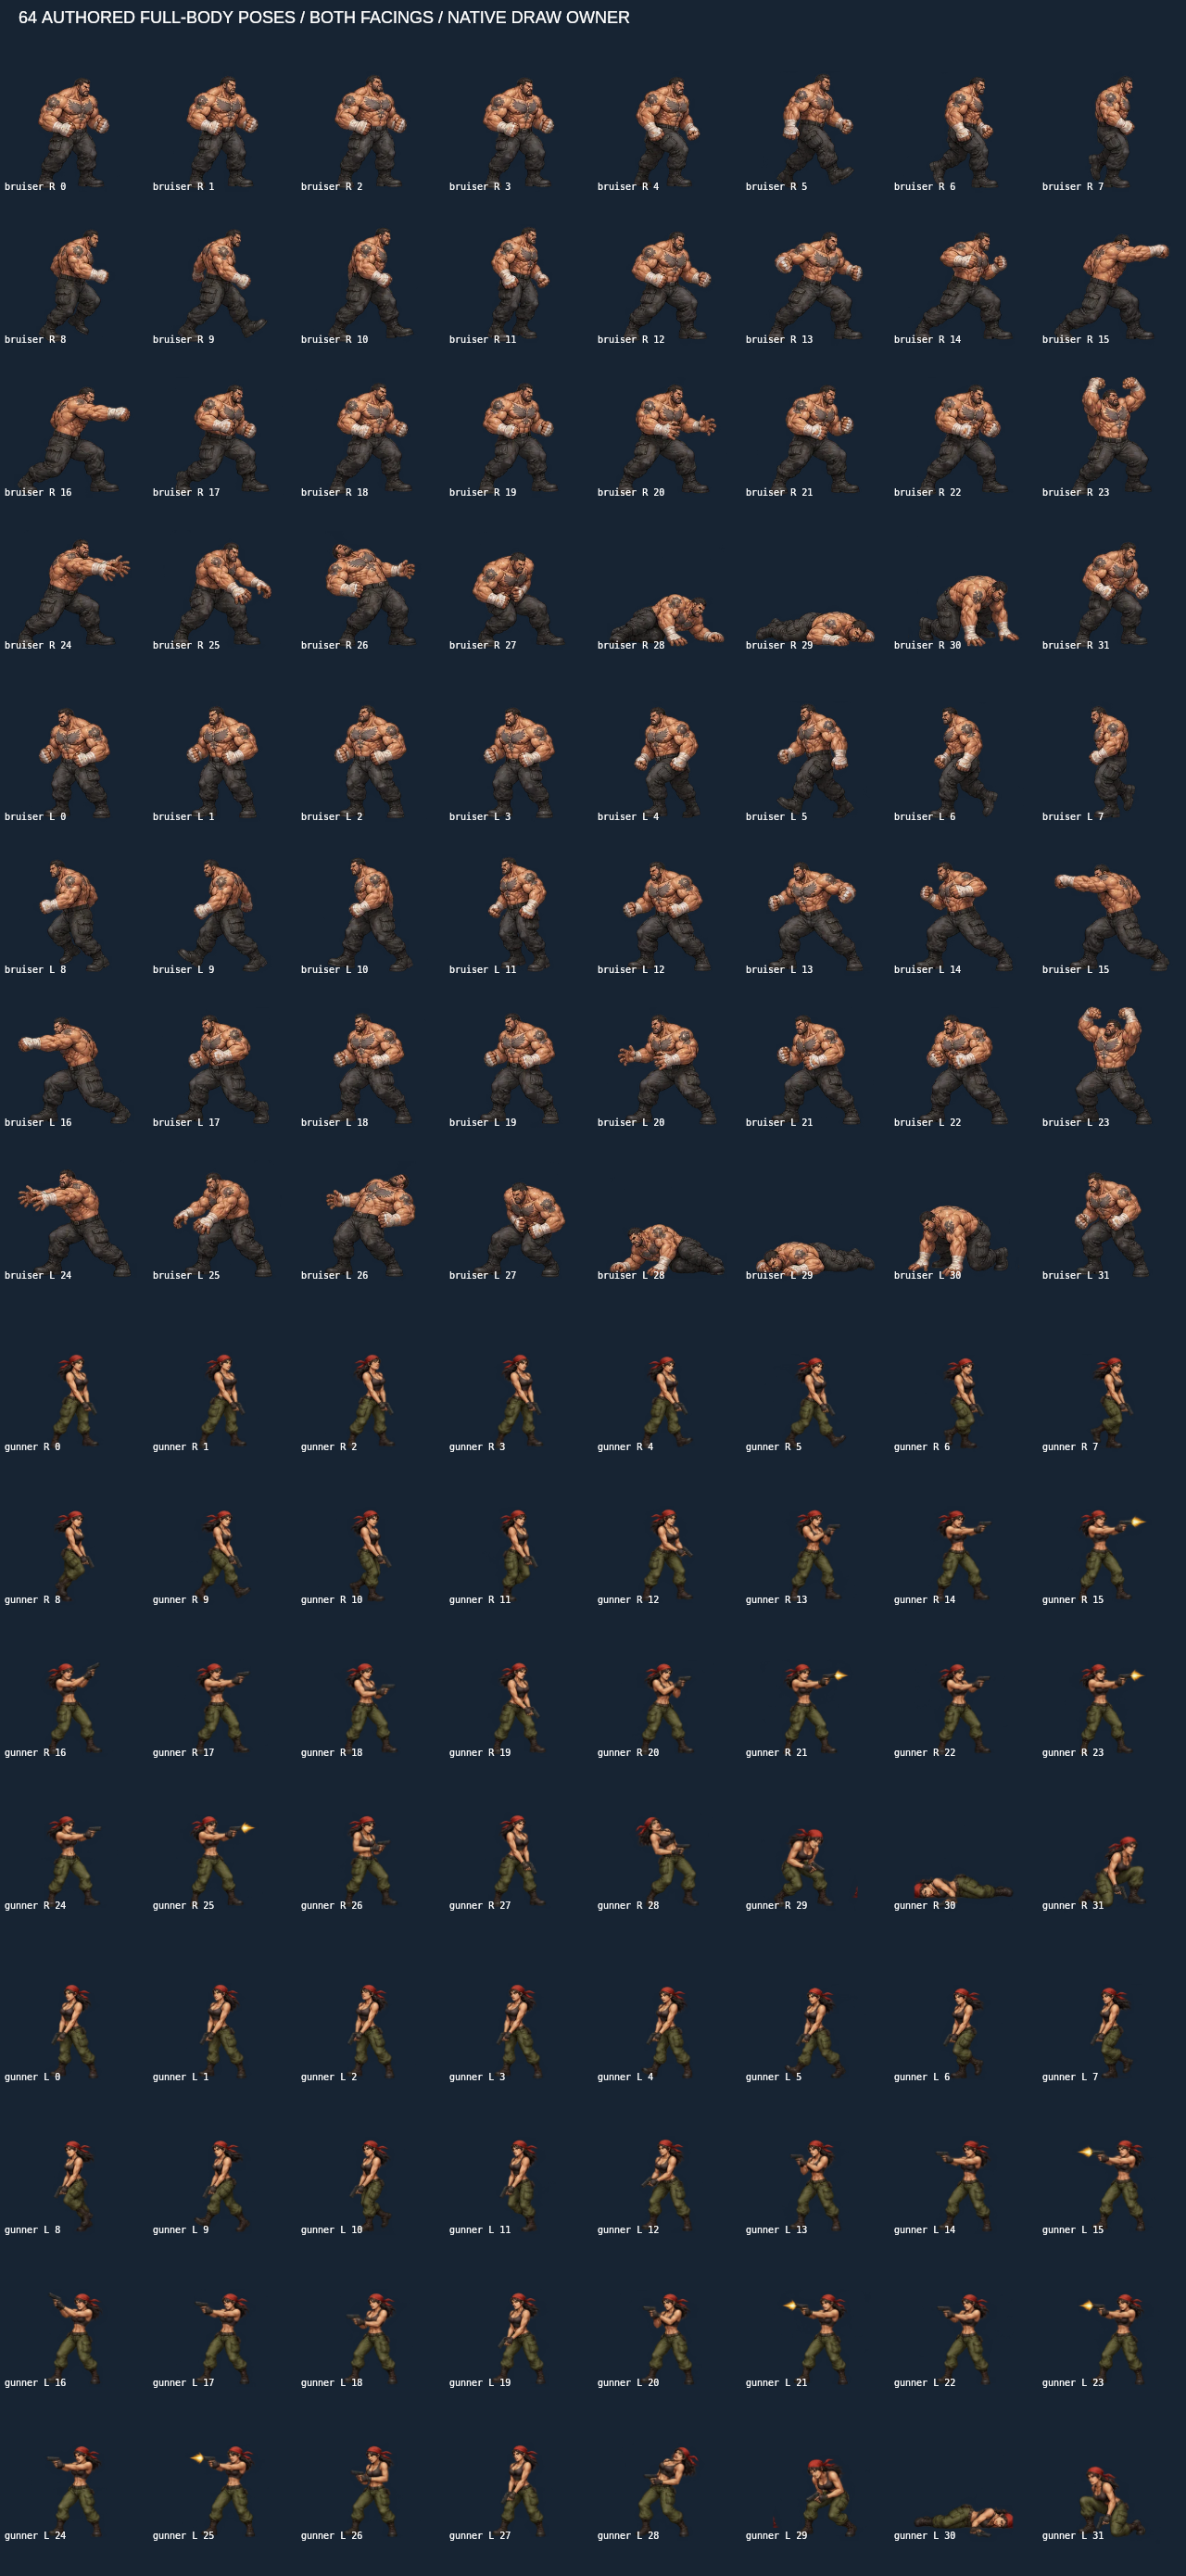 64 AUTHORED FULL-BODY POSES / BOTH FACINGS / NATIVE DRAW OWNER
bruiser R 0 bruiser R 1 bruiser R 2 bruiser R 3 bruiser R 4 bruiser R 5 bruiser R 6 bruiser R 7
bruiser R 8 bruiser R 9 bruiser R 10 bruiser R 11 bruiser R 12 bruiser R 13 bruiser R 14 bruiser R 15
bruiser R 16 bruiser R 17 bruiser R 18 bruiser R 19 bruiser R 20 bruiser R 21 bruiser R 22 bruiser R 23
bruiser R 24 bruiser R 25 bruiser R 26 bruiser R 27 bruiser R 28 bruiser R 29 bruiser R 30 bruiser R 31
bruiser L 0 bruiser L 1 bruiser L 2 bruiser L 3 bruiser L 4 bruiser L 5 bruiser L 6 bruiser L 7
bruiser L 8 bruiser L 9 bruiser L 10 bruiser L 11 bruiser L 12 bruiser L 13 bruiser L 14 bruiser L 15
bruiser L 16 bruiser L 17 bruiser L 18 bruiser L 19 bruiser L 20 bruiser L 21 bruiser L 22 bruiser L 23
bruiser L 24 bruiser L 25 bruiser L 26 bruiser L 27 bruiser L 28 bruiser L 29 bruiser L 30 bruiser L 31
gunner R 0 gunner R 1 gunner R 2 gunner R 3 gunner R 4 gunner R 5 gunner R 6 gunner R 7
gunner R 8 gunner R 9 gunner R 10 gunner R 11 gunner R 12 gunner R 13 gunner R 14 gunner R 15
gunner R 16 gunner R 17 gunner R 18 gunner R 19 gunner R 20 gunner R 21 gunner R 22 gunner R 23
gunner R 24 gunner R 25 gunner R 26 gunner R 27 gunner R 28 gunner R 29 gunner R 30 gunner R 31
gunner L 0 gunner L 1 gunner L 2 gunner L 3 gunner L 4 gunner L 5 gunner L 6 gunner L 7
gunner L 8 gunner L 9 gunner L 10 gunner L 11 gunner L 12 gunner L 13 gunner L 14 gunner L 15
gunner L 16 gunner L 17 gunner L 18 gunner L 19 gunner L 20 gunner L 21 gunner L 22 gunner L 23
gunner L 24 gunner L 25 gunner L 26 gunner L 27 gunner L 28 gunner L 29 gunner L 30 gunner L 31